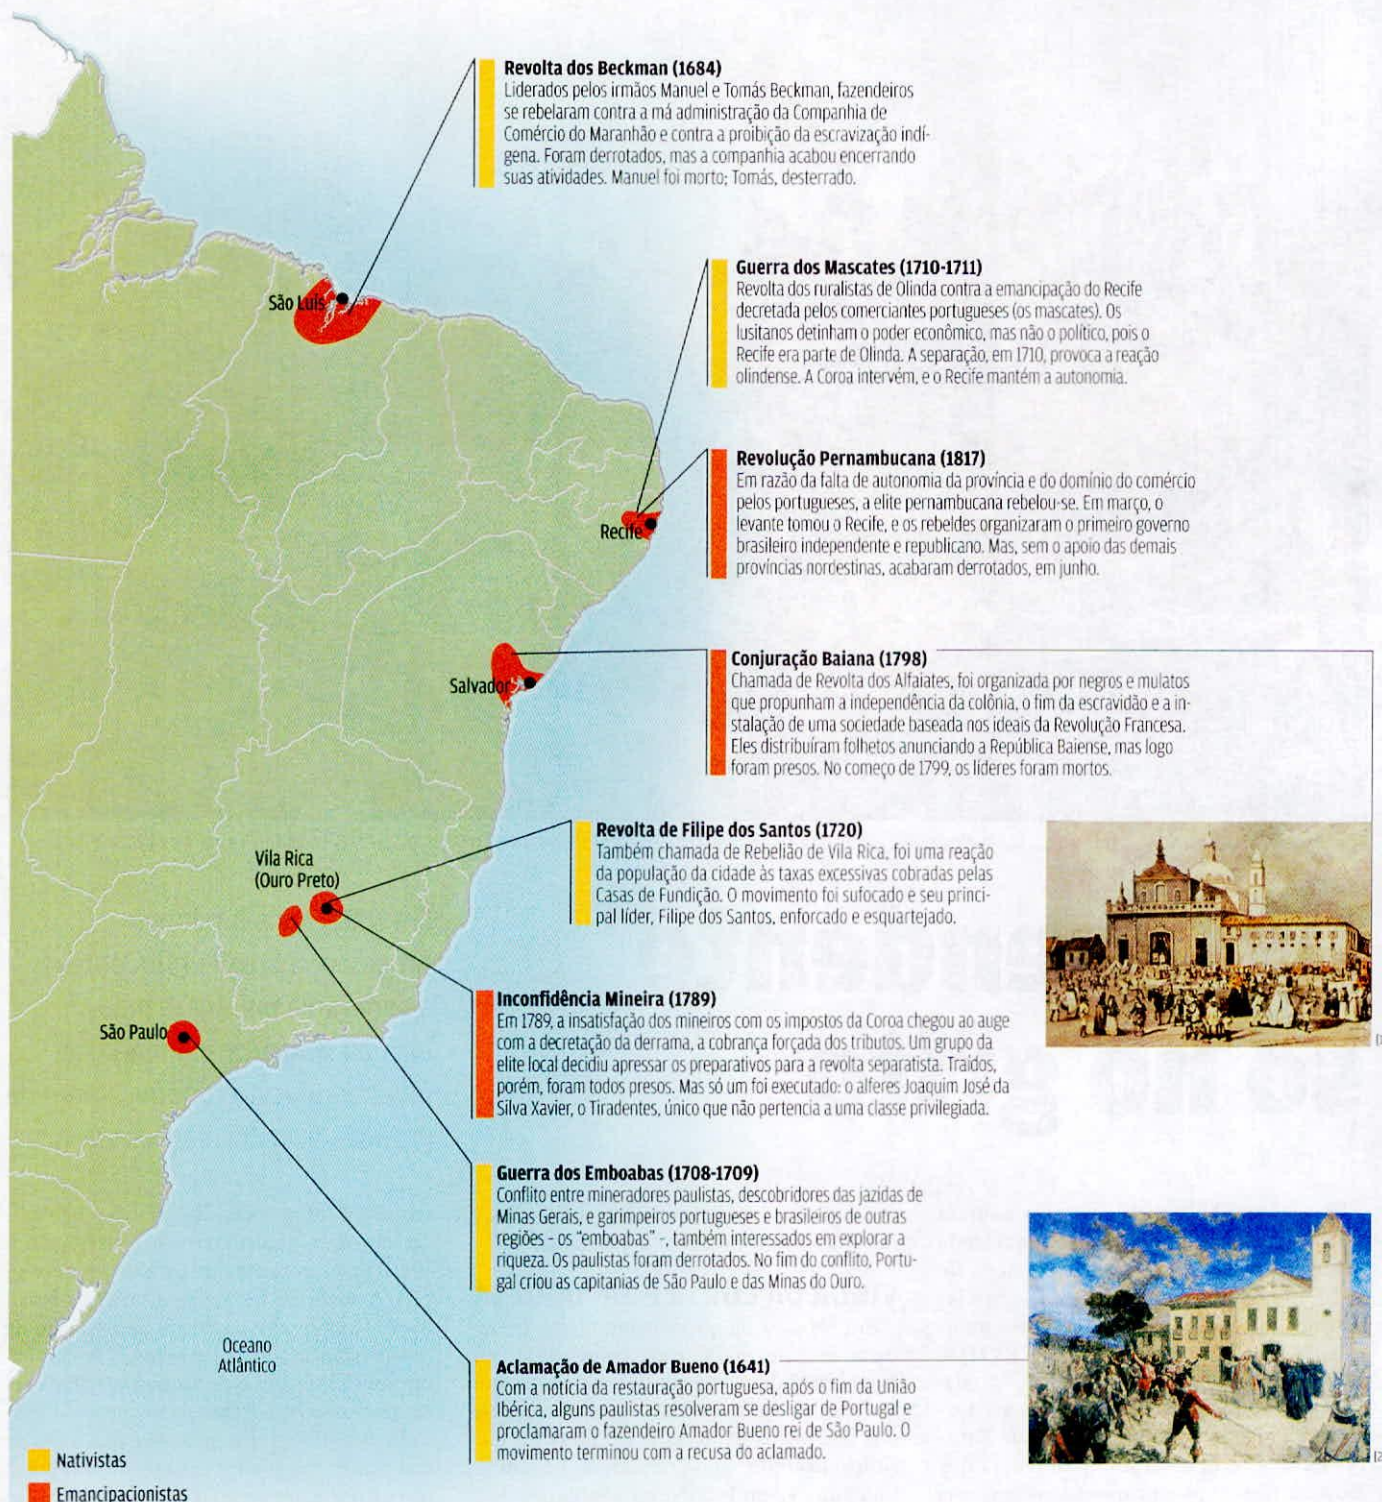 Revolta dos Beckman (1684)
Liderados pelos irmãos Manuel e Tomás Beckman, fazendeiros
se rebelaram contra a má administração da Companhia de
Comércio do Maranhão e contra a proibição da escravização indí-
gena. Foram derrotados, mas a companhia acabou encerrando
suas atividades. Manuel foi morto; Tomás, desterrado.
Guerra dos Mascates (1710-1711)
Revolta dos ruralistas de Olinda contra a emancipação do Recife
decretada pelos comerciantes portugueses (os mascates). Os
lusitanos detinham o poder econômico, mas não o político, pois o
Recife era parte de Olinda. A separação, em 1710, provoca a reação
olindense. A Coroa intervém, e o Recife mantém a autonomia.
São Luís
Revolução Pernambucana (1817)
Em razão da falta de autonomia da província e do domínio do comércio
pelos portugueses, a elite pernambucana rebelou-se. Em março, o
levante tomou o Recife, e os rebeldes organizaram o primeiro governo
brasileiro independente e republicano. Mas, sem o apoio das demais
províncias nordestinas, acabaram derrotados, em junho.
Recife
Conjuração Baiana (1798)
Chamada de Revolta dos Alfaiates, foi organizada por negros e mulatos
que propunham a independência da colônia, o fim da escravidão e a in-
stalação de uma sociedade baseada nos ideais da Revolução Francesa.
Eles distribuíram folhetos anunciando a República Baiense, mas logo
foram presos. No começo de 1799, os líderes foram mortos.
Salvador
Revolta de Filipe dos Santos (1720)
Também chamada de Rebelião de Vila Rica, foi uma reação
da população da cidade às taxas excessivas cobradas pelas
Casas de Fundição. O movimento foi sufocado e seu princi-
pal líder, Filipe dos Santos, enforcado e esquartejado.
Vila Rica
(Ouro Preto)
Inconfidência Mineira (1789)
Em 1789, a insatisfação dos mineiros com os impostos da Coroa chegou ao auge
com a decretação da derrama, a cobrança forçada dos tributos. Um grupo da
elite local decidiu apressar os preparativos para a revolta separatista. Traídos,
porém, foram todos presos. Mas só um foi executado: o alferes Joaquim José da
Silva Xavier, o Tiradentes, único que não pertencia a uma classe privilegiada.
São Paulo
Guerra dos Emboabas (1708-1709)
Conflito entre mineradores paulistas, descobridores das jazidas de
Minas Gerais, e garimpeiros portugueses e brasileiros de outras
regiões - os "emboabas" -, também interessados em explorar a
riqueza. Os paulistas foram derrotados. No fim do conflito, Portu-
gal criou as capitanias de São Paulo e das Minas do Ouro.
Oceano
Atlântico
Aclamação de Amador Bueno (1641)
Com a notícia da restauração portuguesa, após o fim da União
Ibérica, alguns paulistas resolveram se desligar de Portugal e
proclamaram o fazendeiro Amador Bueno rei de São Paulo. O
movimento terminou com a recusa do aclamado.
Nativistas
Emancipacionistas